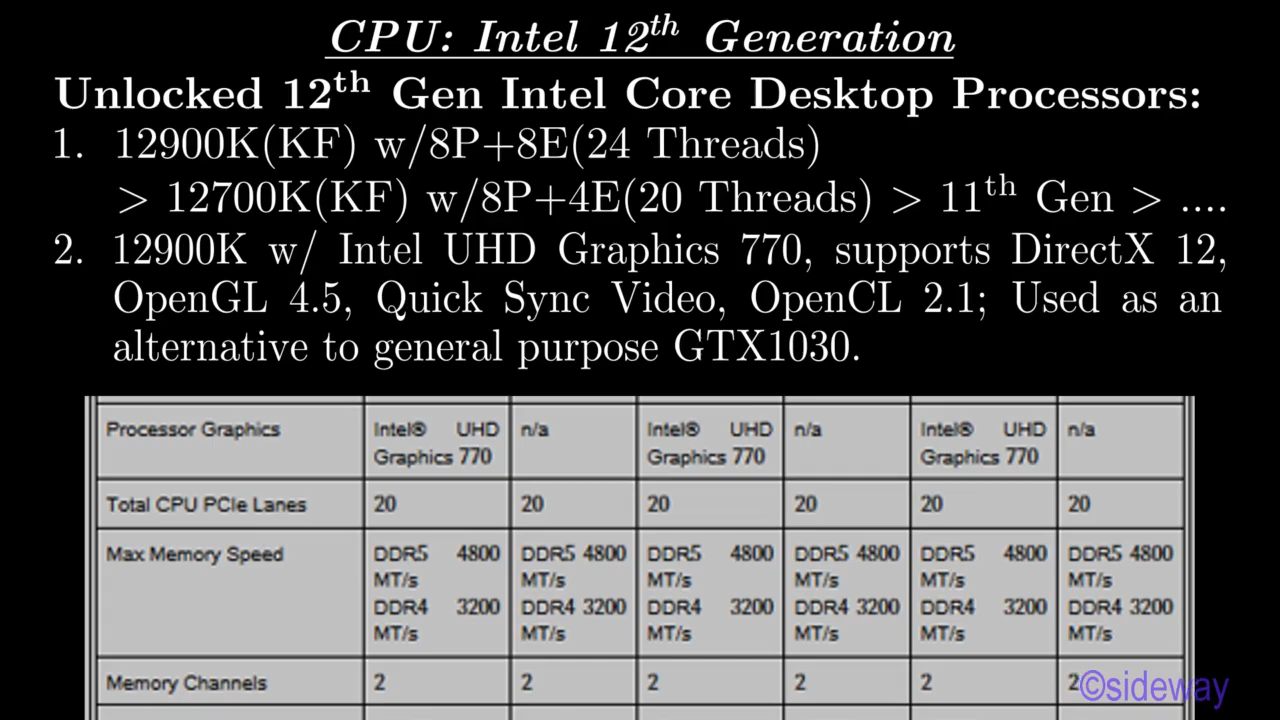 CPU: Intel 12th Generation
Unlocked 12th Gen Intel Core Desktop Processors:
1. 12900K(KF) w/8P+8E(24 Threads)
> 12700K(KF) w/8P+4E(20 Threads) > 11th Gen > ....
2. 12900K w/ Intel UHD Graphics 770, supports DirectX 12,
OpenGL 4.5, Quick Sync Video, OpenCL 2.1; Used as an
alternative to general purpose GTX1030.
Processor Graphics Intel® UHD n/a Intel® UHD n/a Intel® UHD n/a
Graphics 770 Graphics 770 Graphics 770
Total CPU PCIe Lanes 20 20 20 20 20 20
Max Memory Speed DDR5 4800 DDR5 4800 DDR5 4800 DDR5 4800 DDR5 4800 DDR5 4800
MT/s MT/s MT/s MT/s MT/s MT/s
DDR4 3200 DDR4 3200 DDR4 3200 DDR4 3200 DDR4 3200 DDR4 3200
MT/s MT/s MT/s MT/s MT/s MT/s
Memory Channels 2 2 2 2 2 2
©sideway